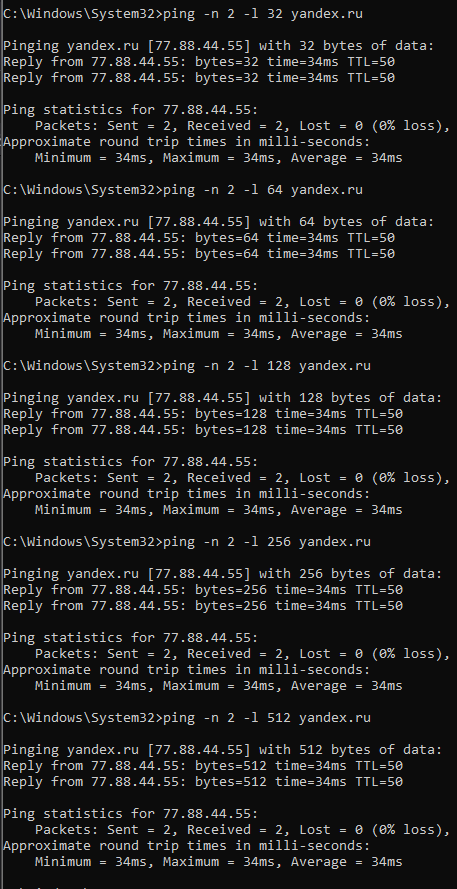 C:\Windows\System32>ping -n 2 -l 32 yandex.ru
Pinging yandex.ru [77.88.44.55] with 32 bytes of data:
Reply from 77.88.44.55: bytes=32 time=34ms TTL=50
Reply from 77.88.44.55: bytes=32 time=34ms TTL=50
Ping statistics for 77.88.44.55:
Packets: Sent = 2, Received = 2, Lost = 0 (0% loss),
Approximate round trip times in milli-seconds:
Minimum = 34ms, Maximum = 34ms, Average = 34ms
C:\Windows\System32>ping -n 2 -l 64 yandex.ru
Pinging yandex.ru [77.88.44.55] with 64 bytes of data:
Reply from 77.88.44.55: bytes=64 time=34ms TTL=50
Reply from 77.88.44.55: bytes=64 time=34ms TTL=50
Ping statistics for 77.88.44.55:
Packets: Sent = 2, Received = 2, Lost = 0 (0% loss),
Approximate round trip times in milli-seconds:
Minimum = 34ms, Maximum = 34ms, Average = 34ms
C:\Windows\System32>ping -n 2 -l 128 yandex.ru
Pinging yandex.ru [77.88.44.55] with 128 bytes of data:
Reply from 77.88.44.55: bytes=128 time=34ms TTL=50
Reply from 77.88.44.55: bytes=128 time=34ms TTL=50
Ping statistics for 77.88.44.55:
Packets: Sent = 2, Received = 2, Lost = 0 (0% loss),
Approximate round trip times in milli-seconds:
Minimum = 34ms, Maximum = 34ms, Average = 34ms
C:\Windows\System32>ping -n 2 -l 256 yandex.ru
Pinging yandex.ru [77.88.44.55] with 256 bytes of data:
Reply from 77.88.44.55: bytes=256 time=34ms TTL=50
Reply from 77.88.44.55: bytes=256 time=34ms TTL=50
Ping statistics for 77.88.44.55:
Packets: Sent = 2, Received = 2, Lost = 0 (0% loss),
Approximate round trip times in milli-seconds:
Minimum = 34ms, Maximum = 34ms, Average = 34ms
C:\Windows\System32>ping -n 2 -l 512 yandex.ru
Pinging yandex.ru [77.88.44.55] with 512 bytes of data:
Reply from 77.88.44.55: bytes=512 time=34ms TTL=50
Reply from 77.88.44.55: bytes=512 time=34ms TTL=50
Ping statistics for 77.88.44.55:
Packets: Sent = 2, Received = 2, Lost = 0 (0% loss),
Approximate round trip times in milli-seconds:
Minimum = 34ms, Maximum = 34ms, Average = 34ms